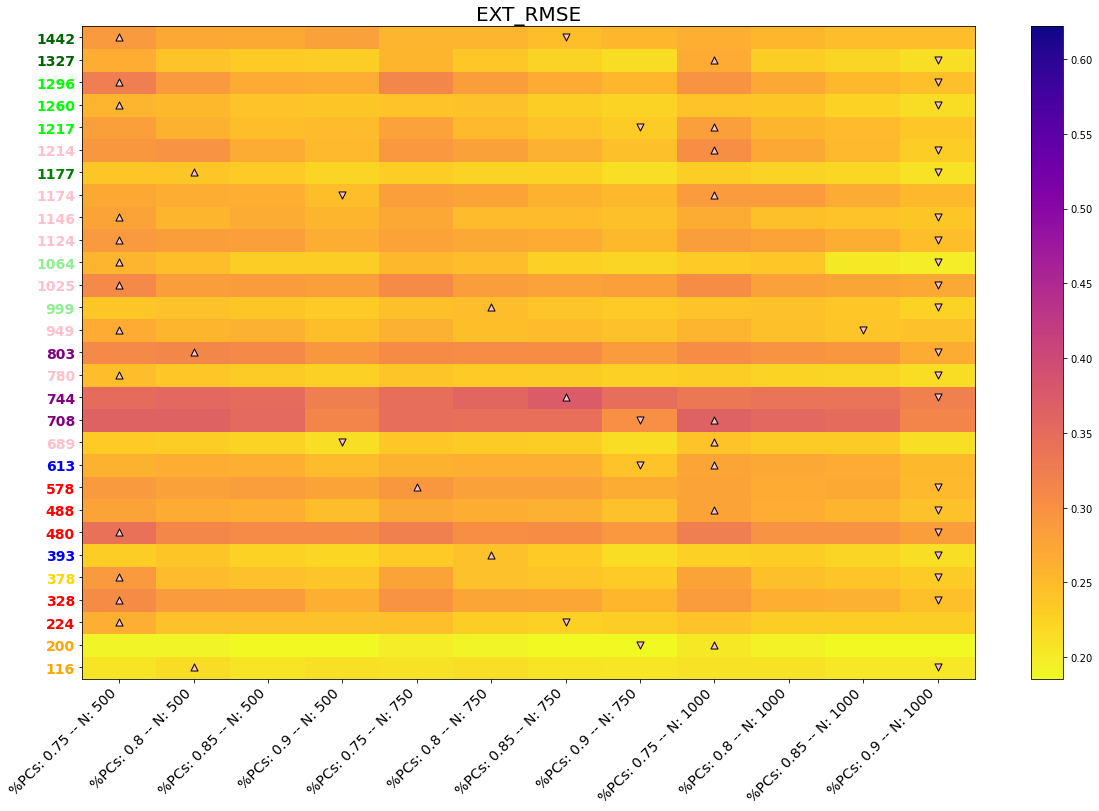 EXT_RMSE
1442
1327
1296
1260
1217
1214
1177
1174
1146
1124
1064
1025
999
949
803
780
744
708
689
613
578
488
480
393
378
328
224
200
116
%PCs: 0.75 -- N: 500
%PCs: 0.8 -- N: 500
%PCs: 0.85 -- N: 500
%PCs: 0.9 -- N: 500
%PCs: 0.75 -- N: 750
%PCs: 0.8 -- N: 750
%PCs: 0.85 -- N: 750
%PCs: 0.9 -- N: 750
%PCs: 0.75 -- N: 1000
%PCs: 0.8 -- N: 1000
%PCs: 0.85 -- N: 1000
%PCs: 0.9 -- N: 1000
0.60
0.55
0.50
0.45
0.40
0.35
0.30
0.25
0.20